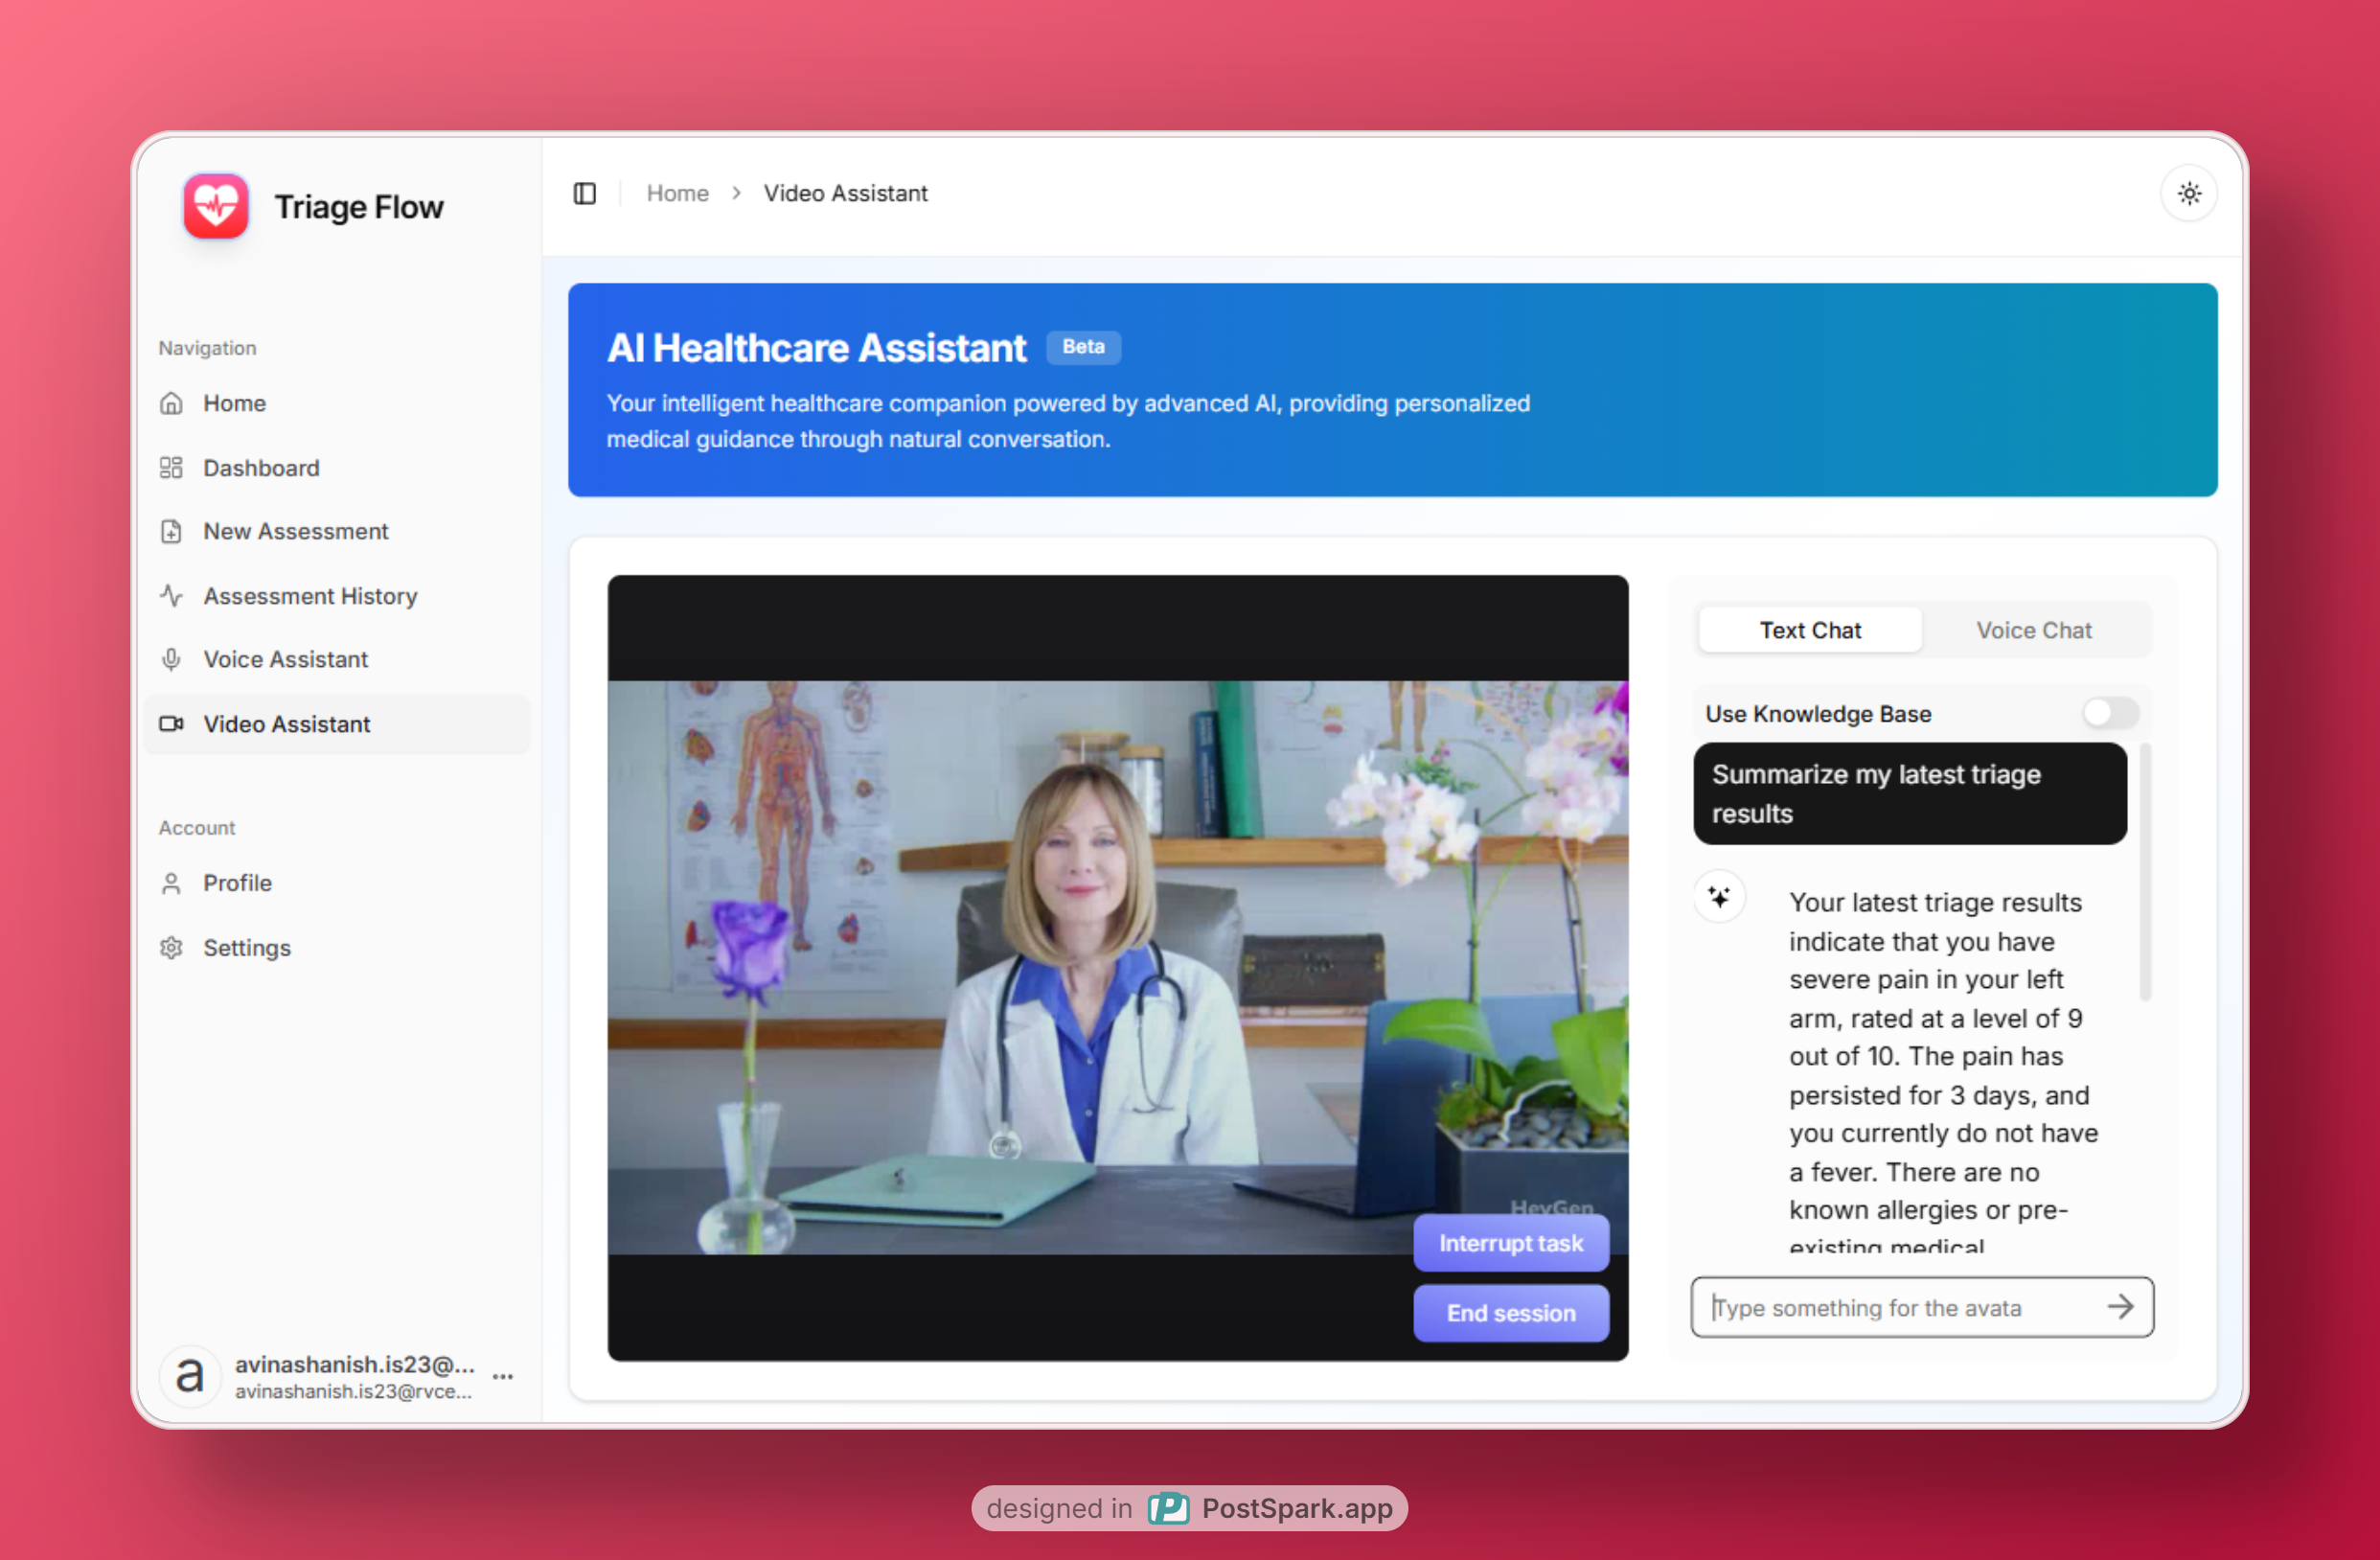 Triage Flow
Navigation
Home
Dashboard
New Assessment
Assessment History
Voice Assistant
Video Assistant
Account
Profile
Settings
a
avinashanish.is23@...
avinashanish.is23@rvce...
Home > Video Assistant
AI Healthcare Assistant Beta
Your intelligent healthcare companion powered by advanced AI, providing personalized
medical guidance through natural conversation.
HeyGen
Interrupt task
End session
Text Chat Voice Chat
Use Knowledge Base
Summarize my latest triage
results
Your latest triage results
indicate that you have
severe pain in your left
arm, rated at a level of 9
out of 10. The pain has
persisted for 3 days, and
you currently do not have
a fever. There are no
known allergies or pre-
existing medical
Type something for the avata
designed in PostSpark.app